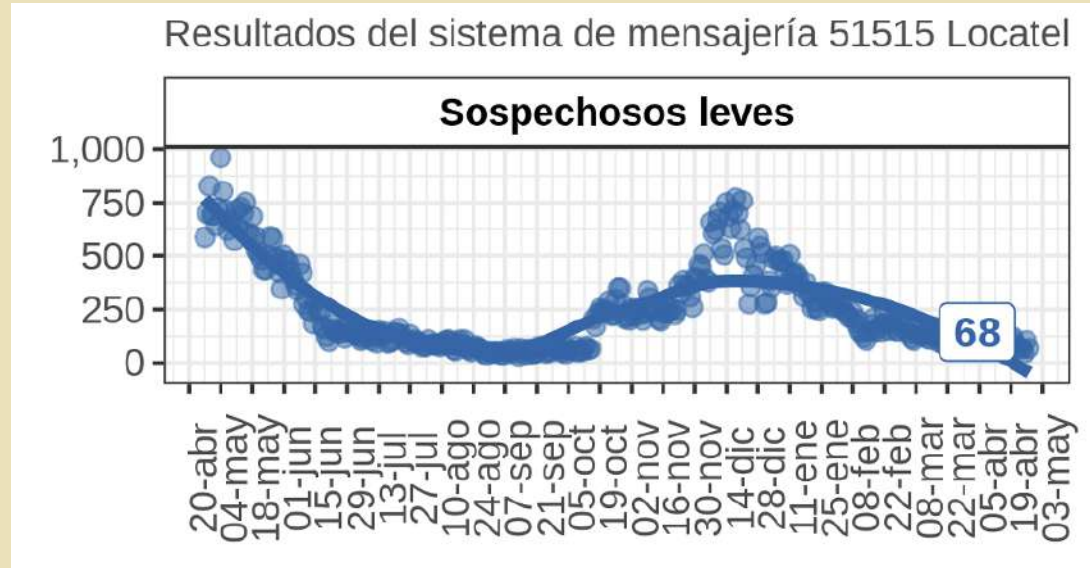 Resultados del sistema de mensajería 51515 Locatel
Sospechosos leves
1,000
750
500
250
0
68
20-abr
04-may
18-may
01-jun
15-jun
29-jun
13-jul
27-jul
10-ago
24-ago
07-sep
21-sep
05-oct
19-oct
02-nov
16-nov
30-nov
14-dic
28-dic
11-ene
25-ene
08-feb
22-feb
08-mar
22-mar
05-abr
19-abr
03-may